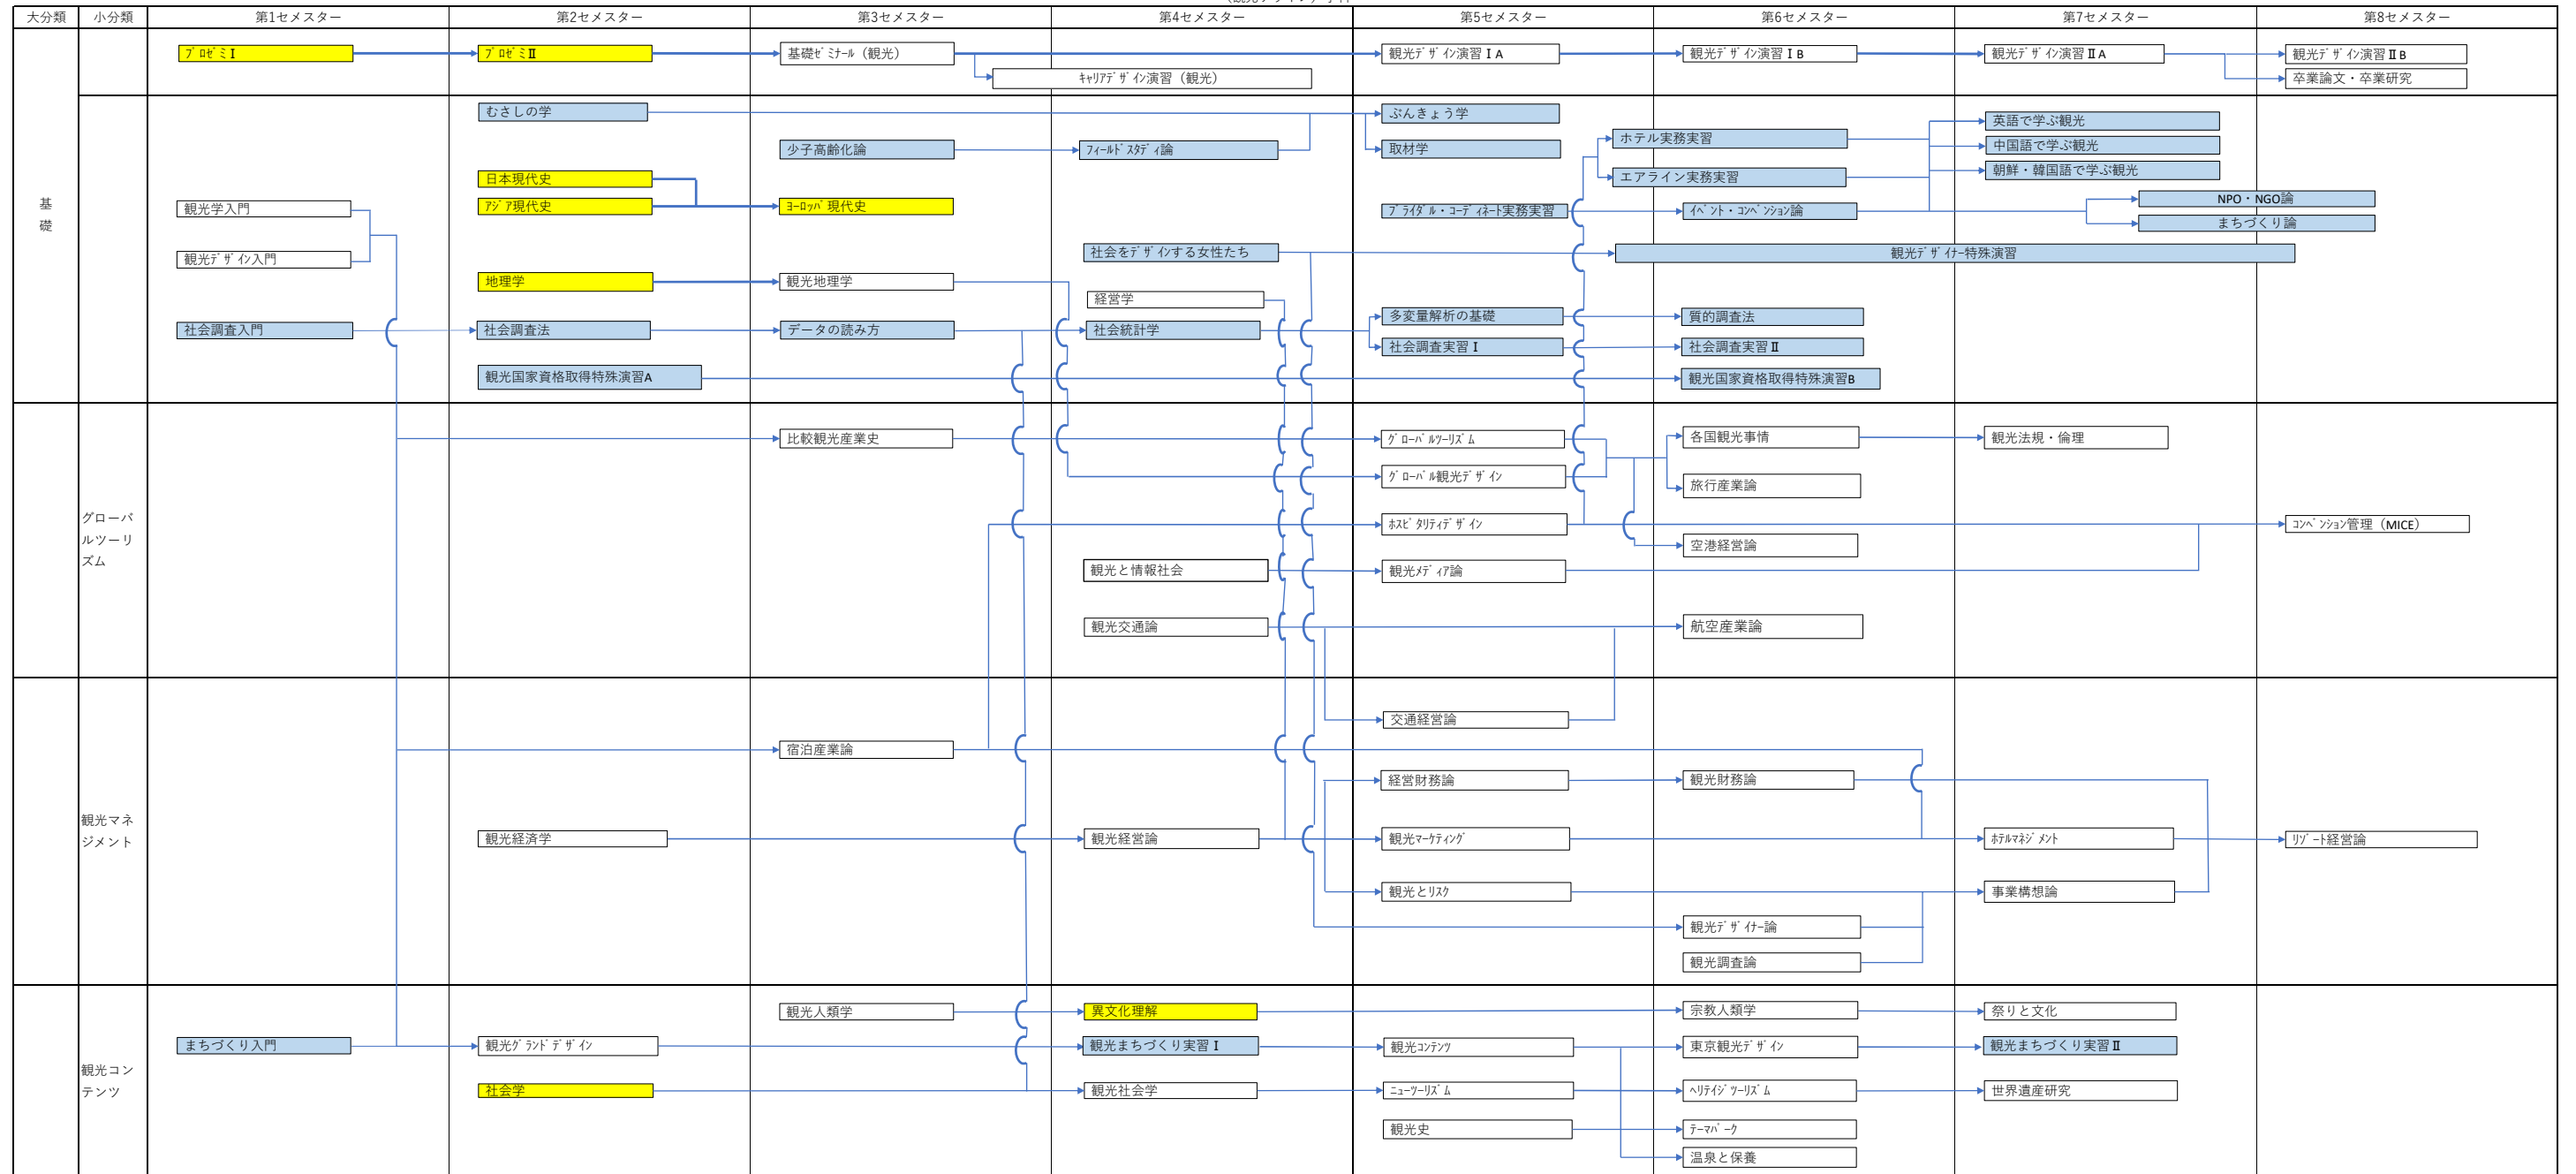 大分類 小分類 第1セメスター 第2セメスター 第3セメスター 第4セメスター 第5セメスター 第6セメスター 第7セメスター 第8セメスター
プロゼミⅠ プロゼミⅡ 基礎ゼミナール（観光） 観光デザイン演習ⅠA 観光デザイン演習ⅠB 観光デザイン演習ⅡA 観光デザイン演習ⅡB
キャリアデザイン演習（観光） 卒業論文・卒業研究
基礎
むさしの学 ぶんきょう学 英語で学ぶ観光
ホテル実務実習
少子高齢化論 フィールドスタディ論 取材学 中国語で学ぶ観光
日本現代史 エアライン実務実習 朝鮮・韓国語で学ぶ観光
観光学入門 アジア現代史 ヨーロッパ現代史 ブライダル・コーディネート実務実習 イベント・コンベンション論 NPO・NGO論
まちづくり論
観光デザイン入門 社会をデザインする女性たち 観光デザイナー特殊演習
地理学 観光地理学
経営学
社会調査入門 社会調査法 データの読み方 社会統計学 多変量解析の基礎 質的調査法
社会調査実習Ⅰ 社会調査実習Ⅱ
観光国家資格取得特殊演習A 観光国家資格取得特殊演習B
グローバ
ルツーリ
ズム
比較観光産業史 グローバルツーリズム 各国観光事情 観光法規・倫理
グローバル観光デザイン 旅行産業論
ホスピタリティデザイン コンベンション管理（MICE）
空港経営論
観光と情報社会 観光メディア論
観光交通論 航空産業論
観光マネ
ジメント
交通経営論
宿泊産業論
経営財務論 観光財務論
観光経済学 観光経営論 観光マーケティング ホテルマネジメント リゾート経営論
観光とリスク 事業構想論
観光デザイナー論
観光調査論
観光コン
テンツ
観光人類学 異文化理解 宗教人類学 祭りと文化
まちづくり入門 観光グランドデザイン 観光まちづくり実習Ⅰ 観光コンテンツ 東京観光デザイン 観光まちづくり実習Ⅱ
社会学 観光社会学 ニューツーリズム ヘリテイジツーリズム 世界遺産研究
観光史 テーマパーク
温泉と保養